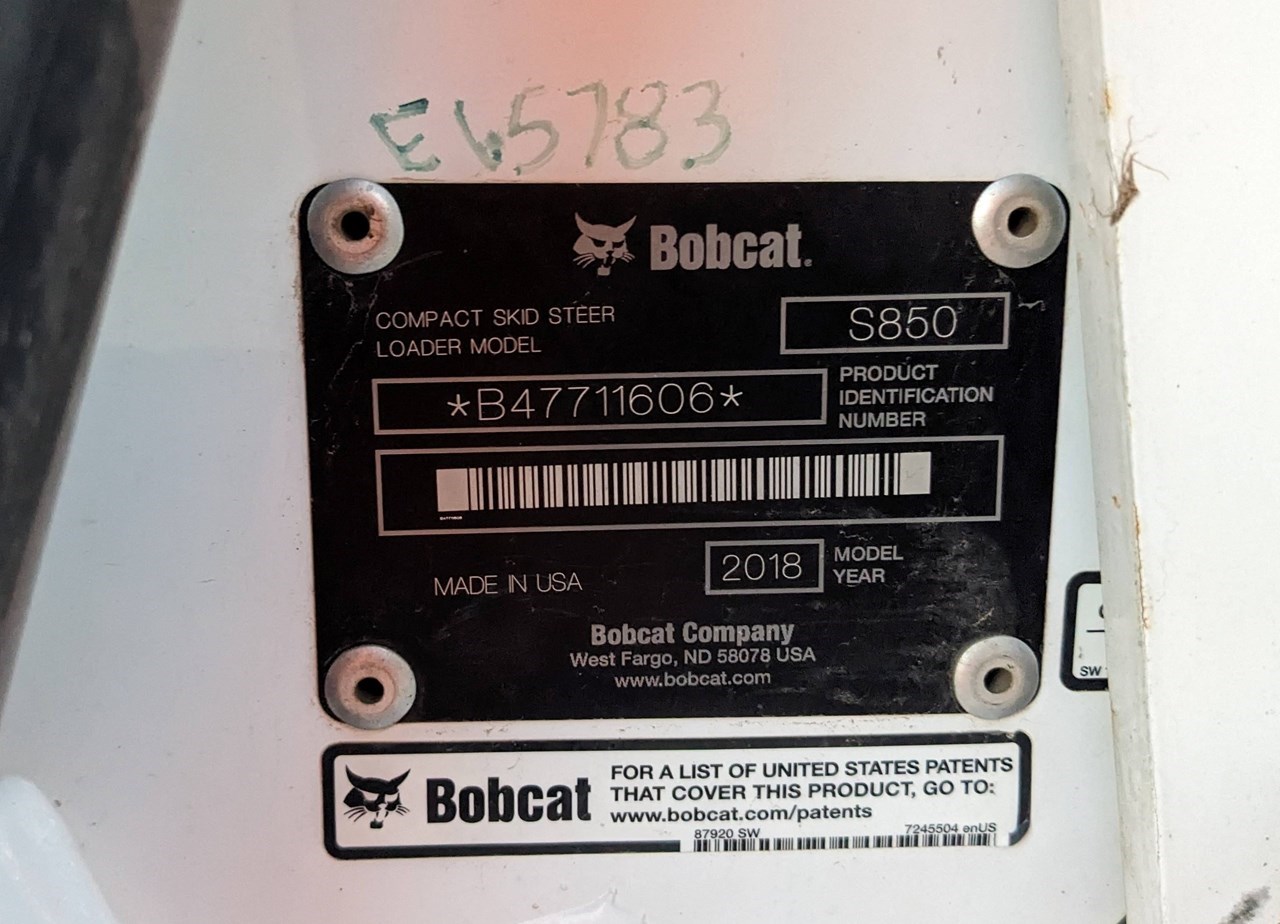 E65783
Bobcat.
COMPACT SKID STEER
LOADER MODEL
S850
*B47711606*
PRODUCT
IDENTIFICATION
NUMBER
MADE IN USA
2018
MODEL
YEAR
Bobcat Company
West Fargo, ND 58078 USA
www.bobcat.com
SW
Bobcat
FOR A LIST OF UNITED STATES PATENTS
THAT COVER THIS PRODUCT, GO TO:
www.bobcat.com/patents
87920 SW
7245504 enUS